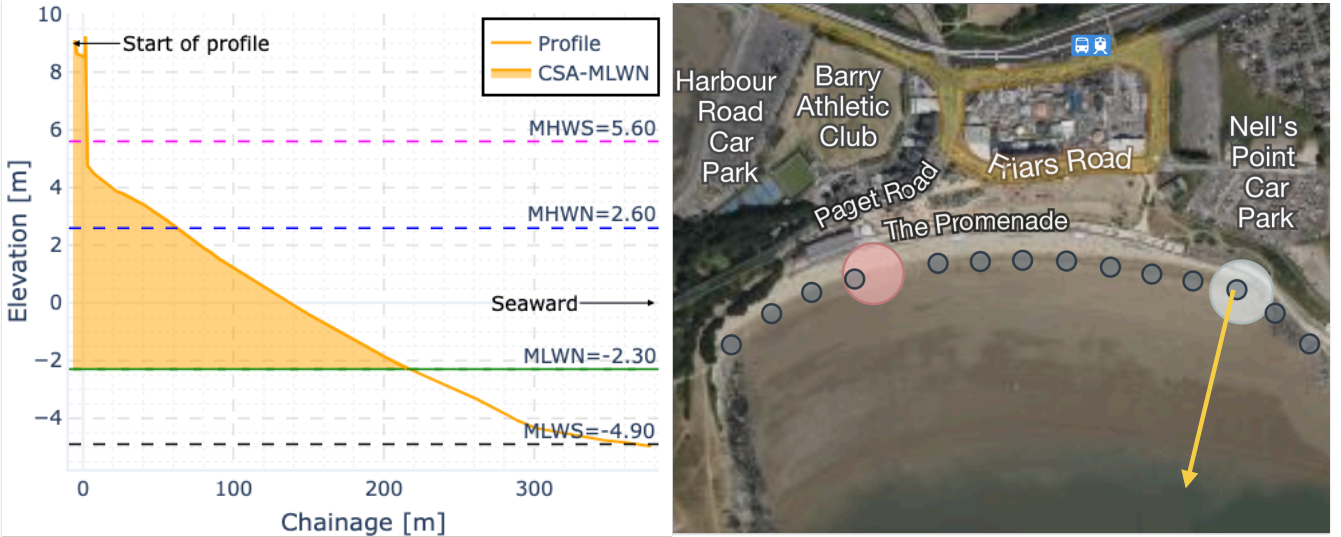 10
8
6
4
2
0
−2
−4
Elevation [m]
Start of profile
Profile
CSA-MLWN
MHWS=5.60
MHWN=2.60
Seaward
MLWN=-2.30
MLWS=-4.90
0
100
200
300
Chainage [m]
Harbour
Road
Car
Park
Barry
Athletic
Club
Paget Road
Friars Road
The Promenade
Nell's
Point
Car
Park